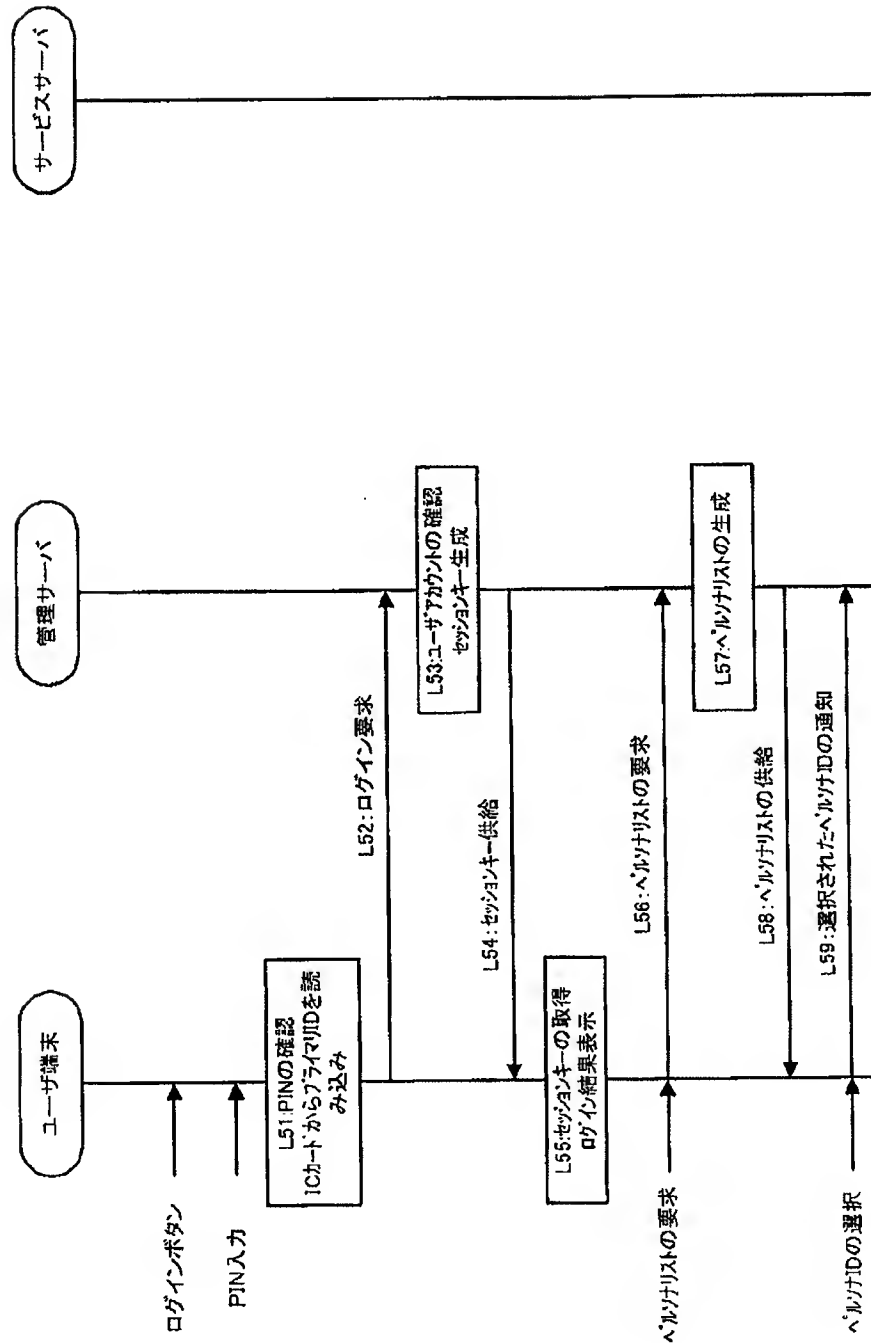 ユーザ端末
管理サーバ
サービスサーバ
ログインボタン
PIN入力
L51:PINの確認
ICカードからプライマリIDを読
み込み
L52:ログイン要求
L53:ユーザアカウントの確認
セッションキー生成
L54:セッションキー供給
L55:セッションキーの取得
ログイン結果表示
ペルソナリストの要求
L56:ペルソナリストの要求
L57:ペルソナリストの生成
L58:ペルソナリストの供給
ペルソナIDの選択
L59:選択されたペルソナIDの通知